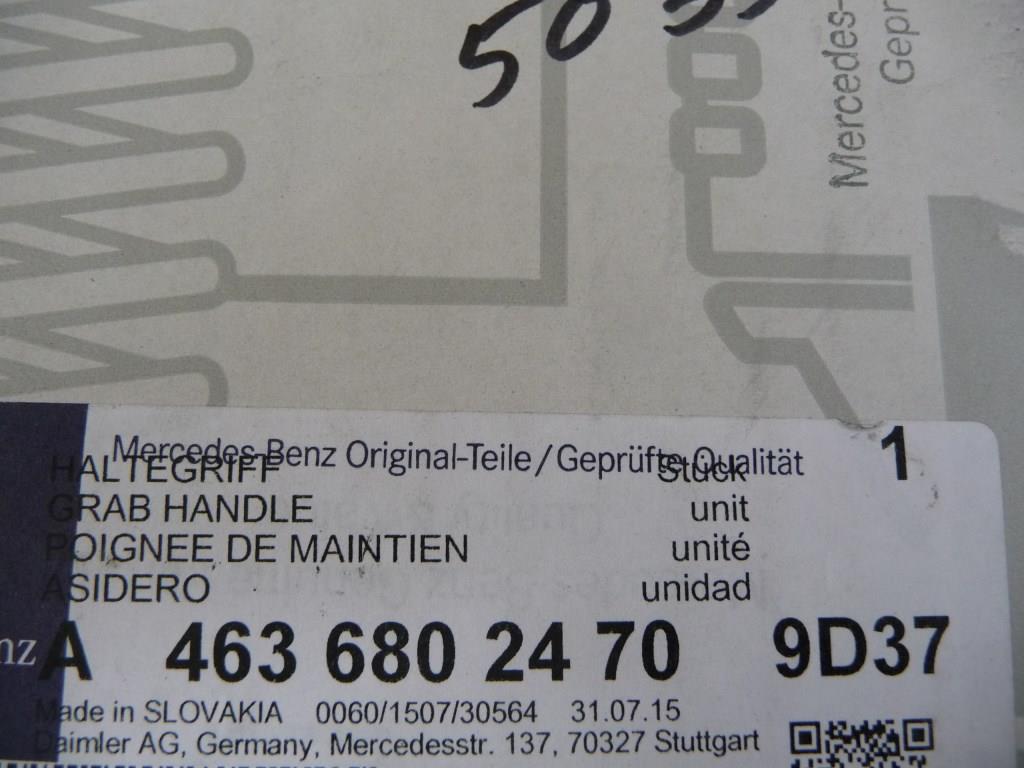 Mercedes-
Gepr
Mercedes-Benz Original-Teile/Geprüfte Qualität
HALTEGRIFF Stück 1
GRAB HANDLE unit
POIGNEE DE MAINTIEN unité
ASIDERO unidad
nz A 463 680 24 70 9D37
Made in SLOVAKIA 0060/1507/30564 31.07.15
Daimler AG, Germany, Mercedesstr. 137, 70327 Stuttgart